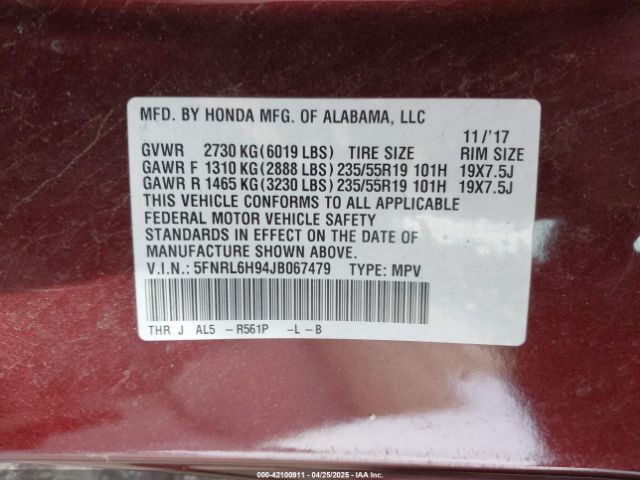 MFD. BY HONDA MFG. OF ALABAMA, LLC
11/'17
GVWR 2730 KG(6019 LBS) TIRE SIZE RIM SIZE
GAWR F 1310 KG(2888 LBS) 235/55R19 101H 19X7.5J
GAWR R 1465 KG(3230 LBS) 235/55R19 101H 19X7.5J
THIS VEHICLE CONFORMS TO ALL APPLICABLE
FEDERAL MOTOR VEHICLE SAFETY
STANDARDS IN EFFECT ON THE DATE OF
MANUFACTURE SHOWN ABOVE.
V.I.N.: 5FNRL6H94JB067479 TYPE: MPV
THR J AL5 -R561P -L-B
000-42100911 - 04/25/2025 - IAAI, Inc.